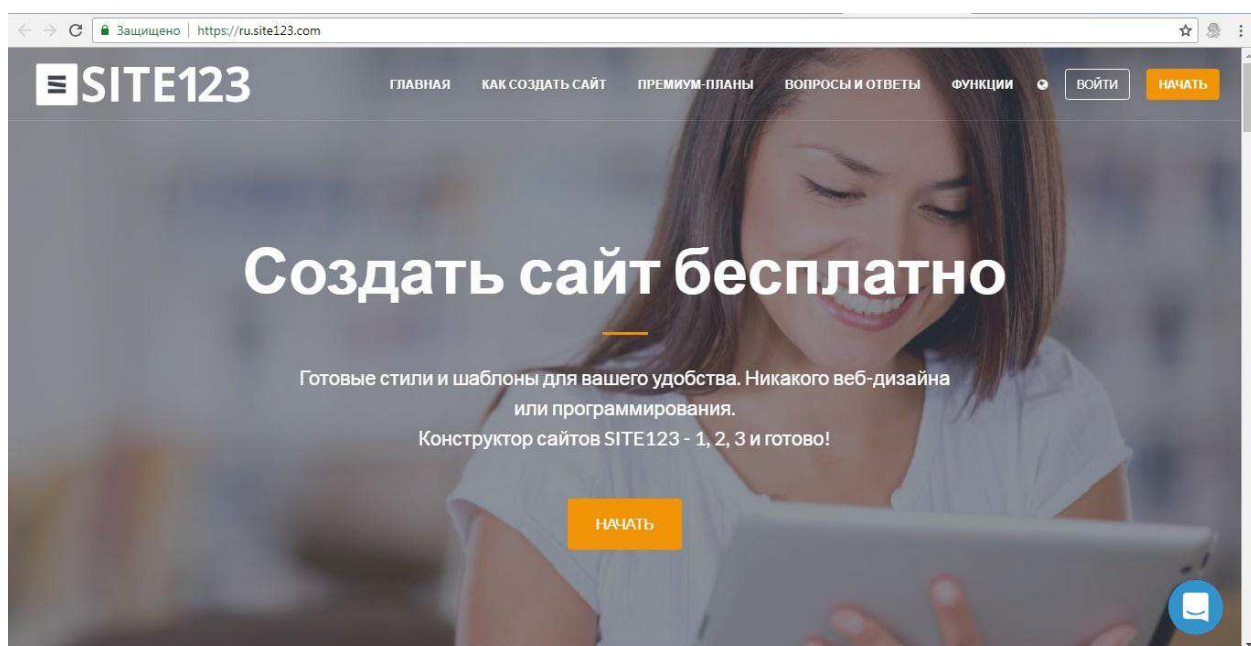 Защищено | https://ru.site123.com
SITE123
ГЛАВНАЯ КАК СОЗДАТЬ САЙТ ПРЕМИУМ-ПЛАНЫ ВОПРОСЫ И ОТВЕТЫ ФУНКЦИИ ВОЙТИ НАЧАТЬ
Создать сайт бесплатно
Готовые стили и шаблоны для вашего удобства. Никакого веб-дизайна
или программирования.
Конструктор сайтов SITE123 - 1, 2, 3 и готово!
НАЧАТЬ